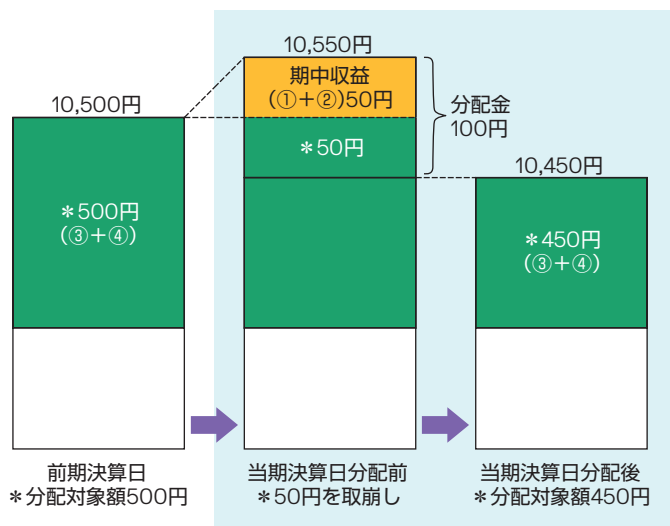 10,550円
期中収益
(①+②)50円
分配金
100円
10,500円
＊50円
10,450円
＊500円
(③+④)
＊450円
(③+④)
前期決算日
＊分配対象額500円
当期決算日分配前
＊50円を取崩し
当期決算日分配後
＊分配対象額450円